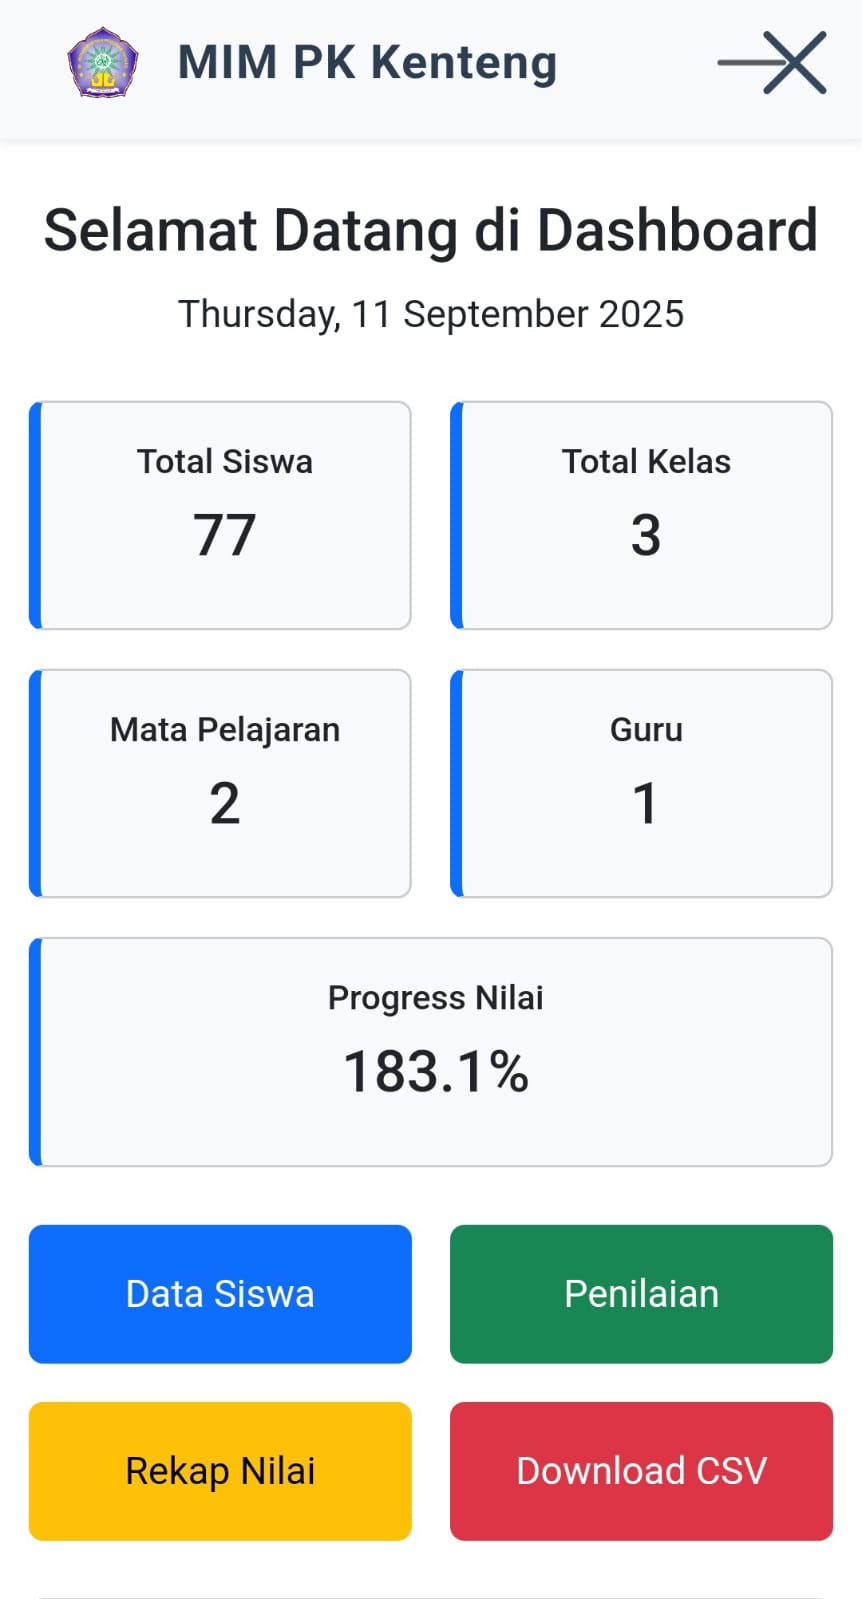 MIM PK Kenteng
Selamat Datang di Dashboard
Thursday, 11 September 2025
Total Siswa
77
Total Kelas
3
Mata Pelajaran
2
Guru
1
Progress Nilai
183.1%
Data Siswa
Penilaian
Rekap Nilai
Download CSV